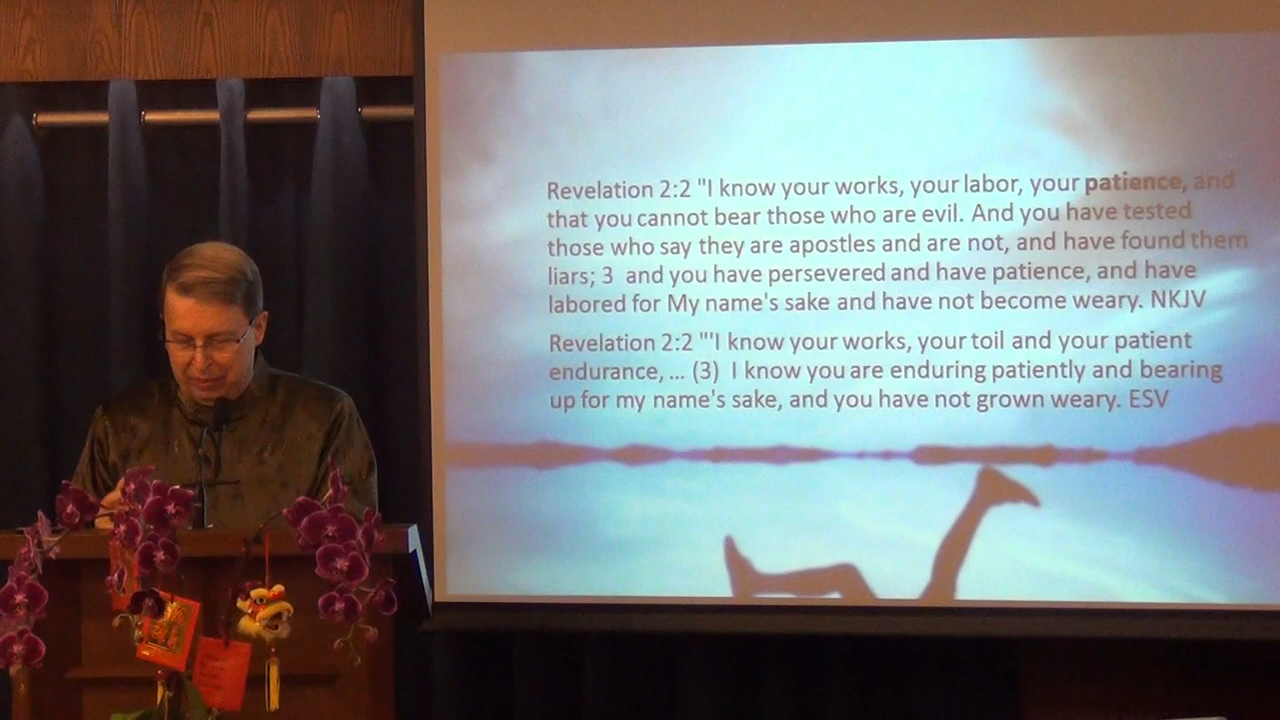 Revelation 2:2 "I know your works, your labor, your patience, and
that you cannot bear those who are evil. And you have tested
those who say they are apostles and are not, and have found them
liars; 3  and you have persevered and have patience, and have
labored for My name's sake and have not become weary. NKJV
Revelation 2:2 "'I know your works, your toil and your patient
endurance, ... (3)  I know you are enduring patiently and bearing
up for my name's sake, and you have not grown weary. ESV